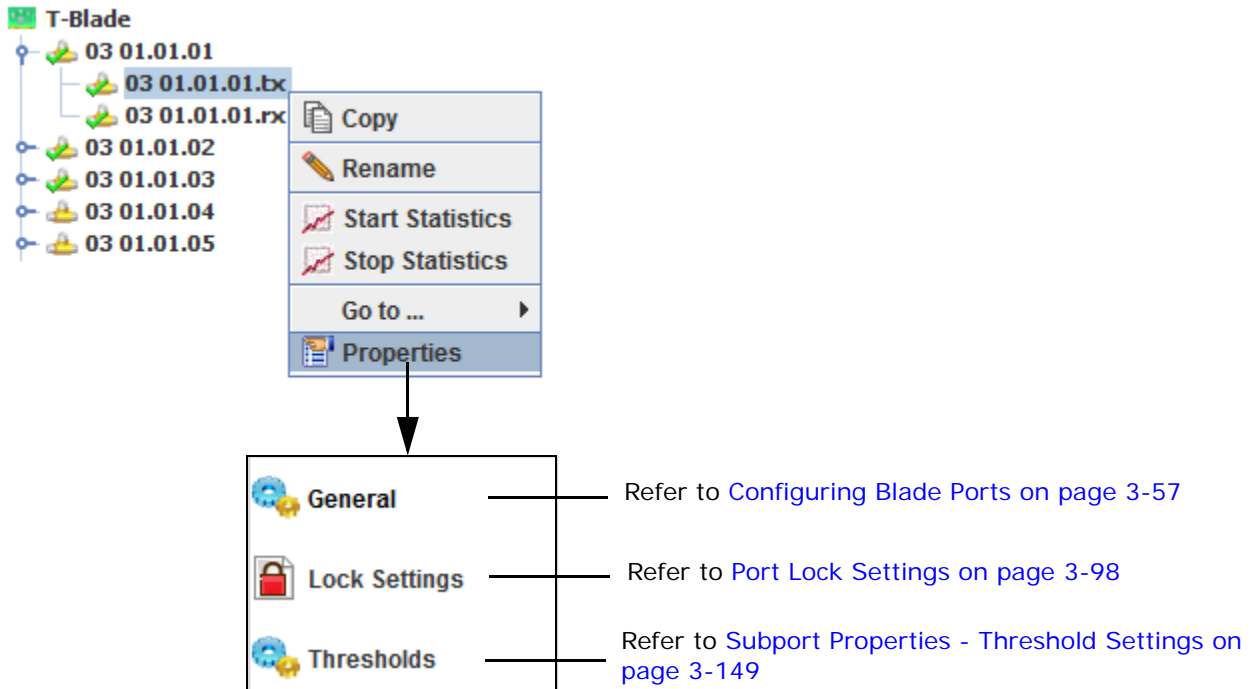 T-Blade
03 01.01.01
03 01.01.01.tx
03 01.01.01.rx
03 01.01.02
03 01.01.03
03 01.01.04
03 01.01.05
Copy
Rename
Start Statistics
Stop Statistics
Go to ...
Properties
General
Refer to Configuring Blade Ports on page 3-57
Lock Settings
Refer to Port Lock Settings on page 3-98
Thresholds
Refer to Subport Properties - Threshold Settings on
page 3-149